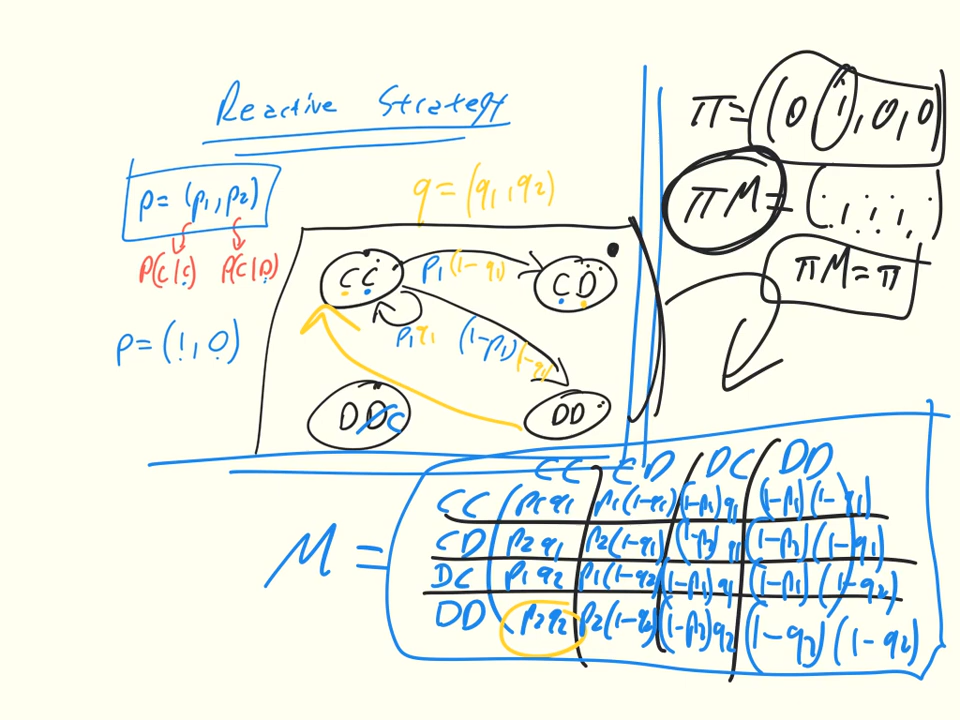 Reactive Strategy
p = (p₁, p₂)
P(C|C) P(C|D)
p = (1, 0)
q = (q₁, q₂)
CC p₁(1-q₁) CD
p₁q₁ (1-p₁)(1-q₁)
DDC DD
π = (0 1, 0, 0)
πM = (., ., ., .)
πM = π
M =
CC CD DC DD
CC p₁q₁ p₁(1-q₁) (1-p₁)q₁ (1-p₁)(1-q₁)
CD p₂q₁ p₂(1-q₁) (1-p₂)q₁ (1-p₂)(1-q₁)
DC p₁q₂ p₁(1-q₂) (1-p₁)q₁ (1-p₁)(1-q₂)
DD p₂q₂ p₂(1-q₂) (1-p₂)q₂ (1-q₂)(1-q₂)